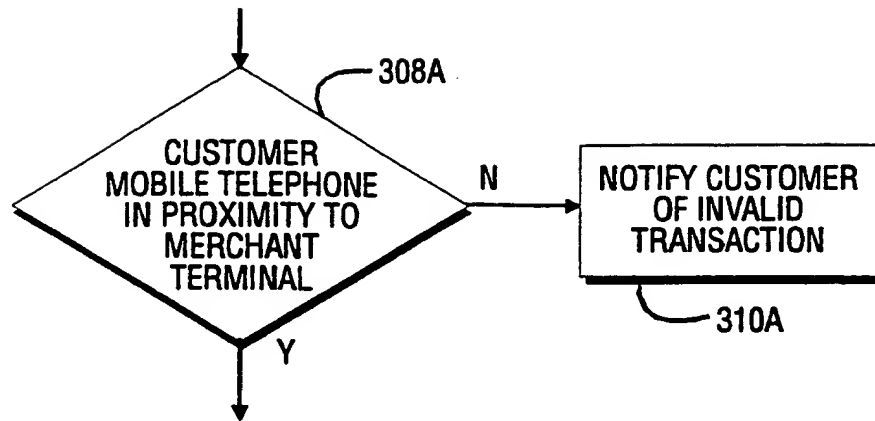 308A
CUSTOMER
MOBILE TELEPHONE
IN PROXIMITY TO
MERCHANT
TERMINAL
N
NOTIFY CUSTOMER
OF INVALID
TRANSACTION
310A
Y